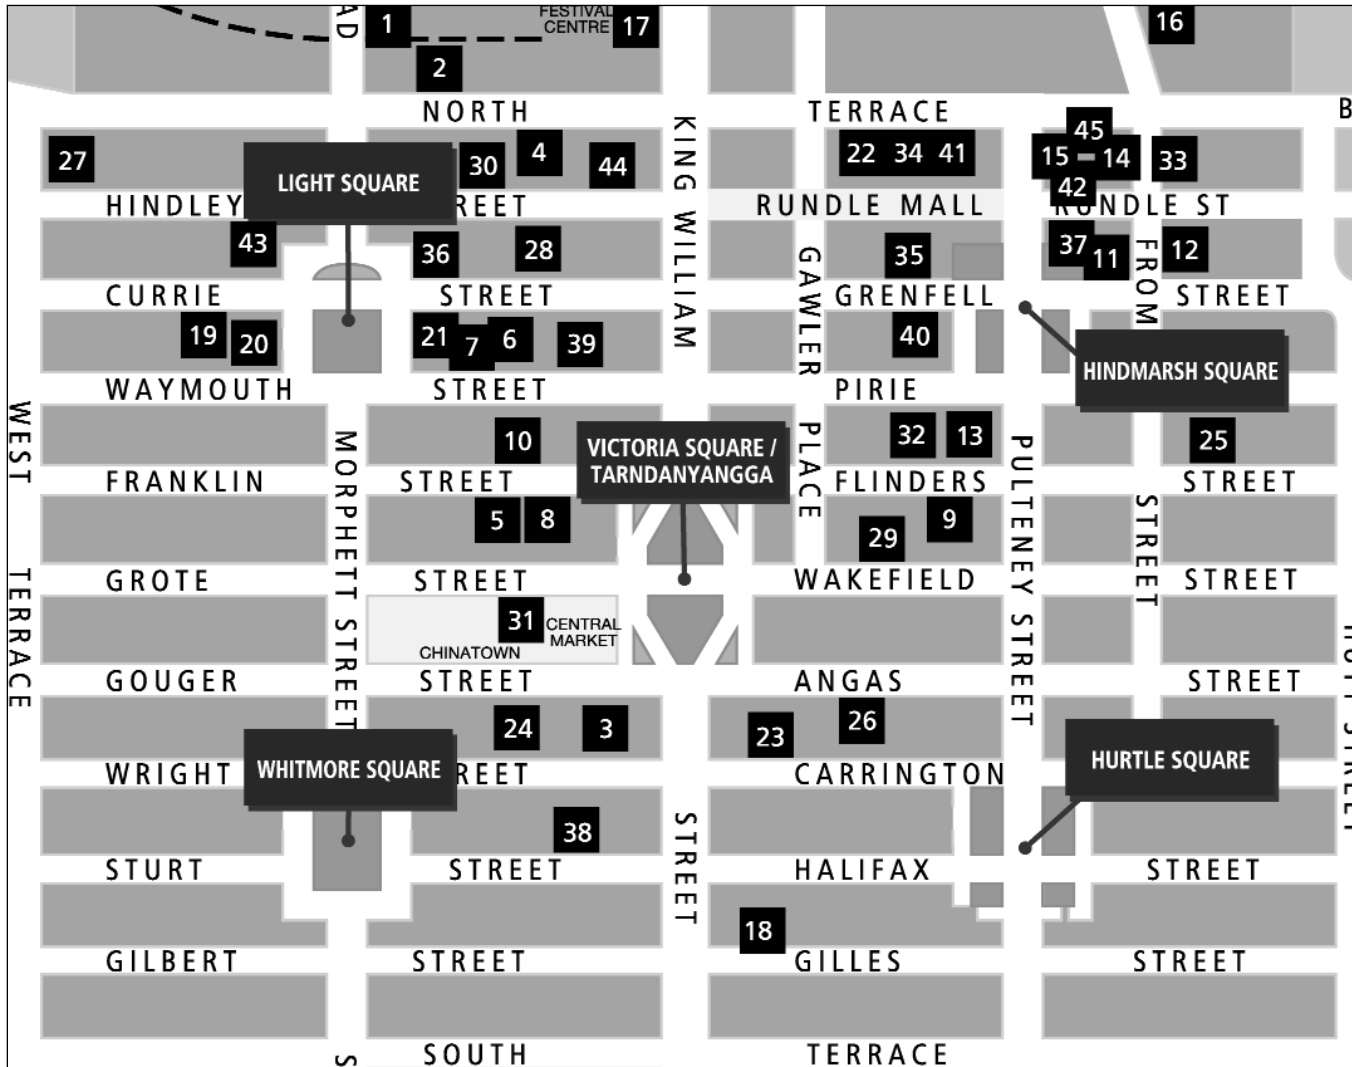 AD
1
FESTIVAL
CENTRE
17
16
2
NORTH TERRACE
B
27
30
4
44
KING WILLIAM
22
34
41
45
15
14
42
33
LIGHT SQUARE
HINDLEY
REET
RUNDLE MALL
RUNDLE ST
43
36
28
GAWLER
35
37
11
FROM
12
CURRIE STREET
GRENFELL STREET
19
20
21
7
6
39
40
HINDMARSH SQUARE
WAYMOUTH STREET
PIRIE
WEST
MORPHETT STREET
10
VICTORIA SQUARE /
TARNDANYANGGA
PLACE
32
13
PULTENEY STREET
25
FRANKLIN STREET
FLINDERS STREET
5
8
29
9
STREET
GROTE STREET
WAKEFIELD STREET
TERRACE
31
CENTRAL
MARKET
CHINATOWN
GOUGER STREET
ANGAS STREET
24
3
23
26
STREET
WHITMORE SQUARE
HURTLE SQUARE
WRIGHT
REET
CARRINGTON
38
STREET
STURT STREET
HALIFAX STREET
18
GILBERT STREET
GILLES STREET
S
SOUTH TERRACE